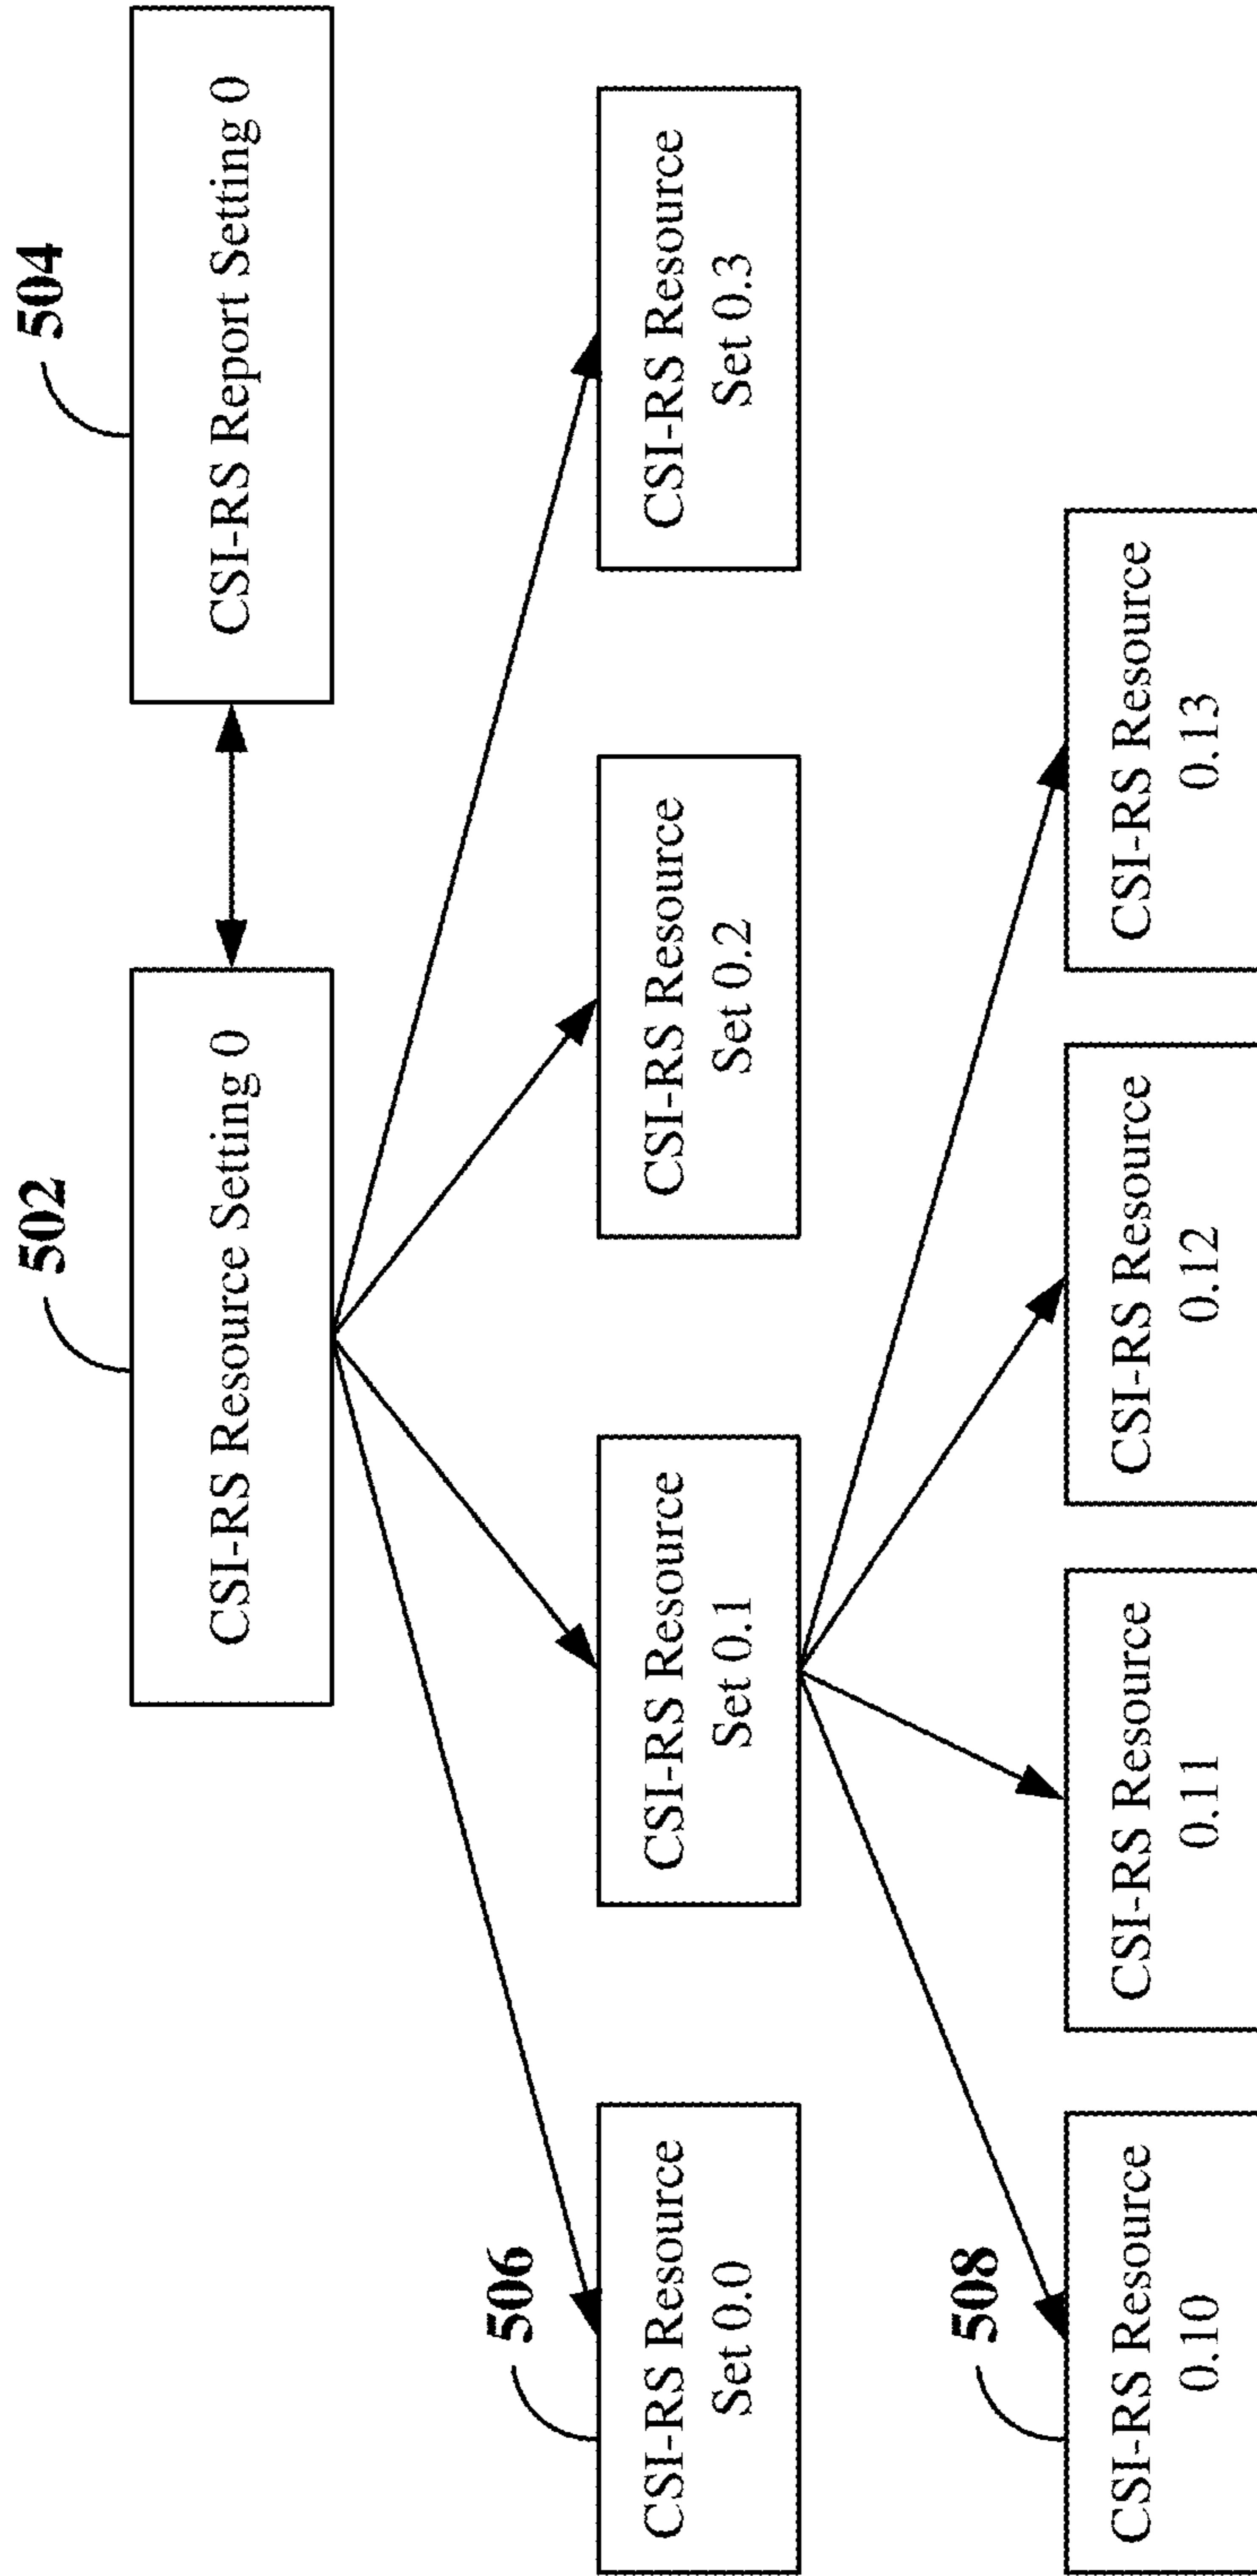 502
504
CSI-RS Resource Setting 0
CSI-RS Report Setting 0
506
CSI-RS Resource
Set 0.0
CSI-RS Resource
Set 0.1
CSI-RS Resource
Set 0.2
CSI-RS Resource
Set 0.3
508
CSI-RS Resource
0.10
CSI-RS Resource
0.11
CSI-RS Resource
0.12
CSI-RS Resource
0.13